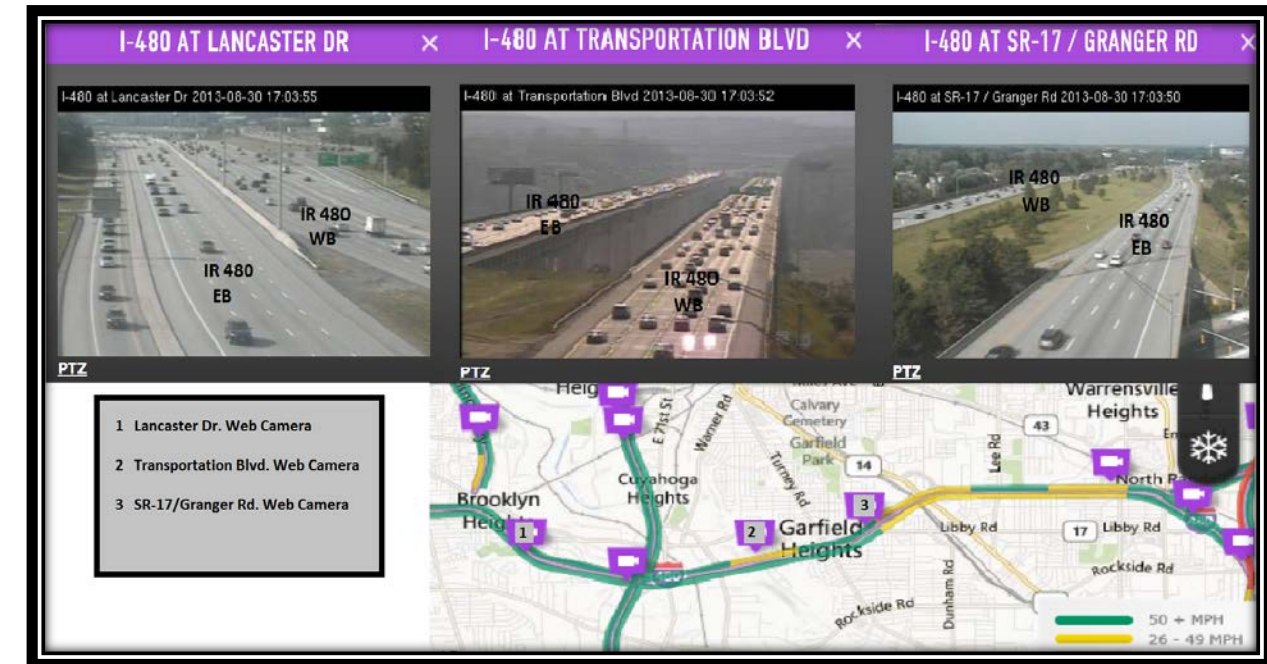 I-480 AT LANCASTER DR
I-480 AT TRANSPORTATION BLVD
I-480 AT SR-17 / GRANGER RD
I-480 at Lancaster Dr 2013-08-30 17:03:55
I-480 at Transportation Blvd 2013-08-30 17:03:52
I-480 at SR-17 / Granger Rd 2013-08-30 17:03:50
IR 480
WB
IR 480
EB
IR 480
EB
IR 480
WB
IR 480
WB
IR 480
EB
PTZ
PTZ
PTZ
1 Lancaster Dr. Web Camera
2 Transportation Blvd. Web Camera
3 SR-17/Granger Rd. Web Camera
Heig
E 71st St
Warner Rd
Calvary
Cemetery
Garfield
Park
14
Turney Rd
Lee Rd
43
Warrensville
Heights
North
Cuyahoga
Heights
Brooklyn
Heights
1
2
3
Garfield
Heights
Libby Rd
17
Libby Rd
Rockside Rd
Dunham Rd
Rockside Rd
50 + MPH
26 - 49 MPH